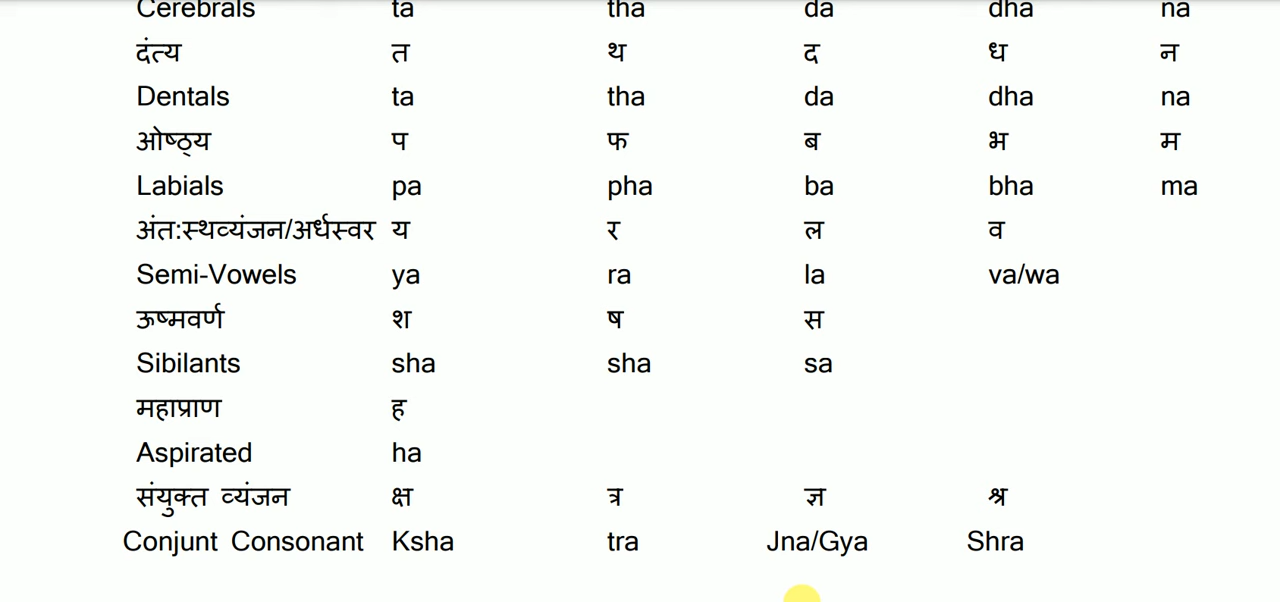 Cerebrals ta tha da dha na
दंत्य त थ द ध न
Dentals ta tha da dha na
ओष्ठ्य प फ ब भ म
Labials pa pha ba bha ma
अंत:स्थव्यंजन/अर्धस्वर य र ल व
Semi-Vowels ya ra la va/wa
ऊष्मवर्ण श ष स
Sibilants sha sha sa
महाप्राण ह
Aspirated ha
संयुक्त व्यंजन क्ष त्र ज्ञ श्र
Conjunt Consonant Ksha tra Jna/Gya Shra